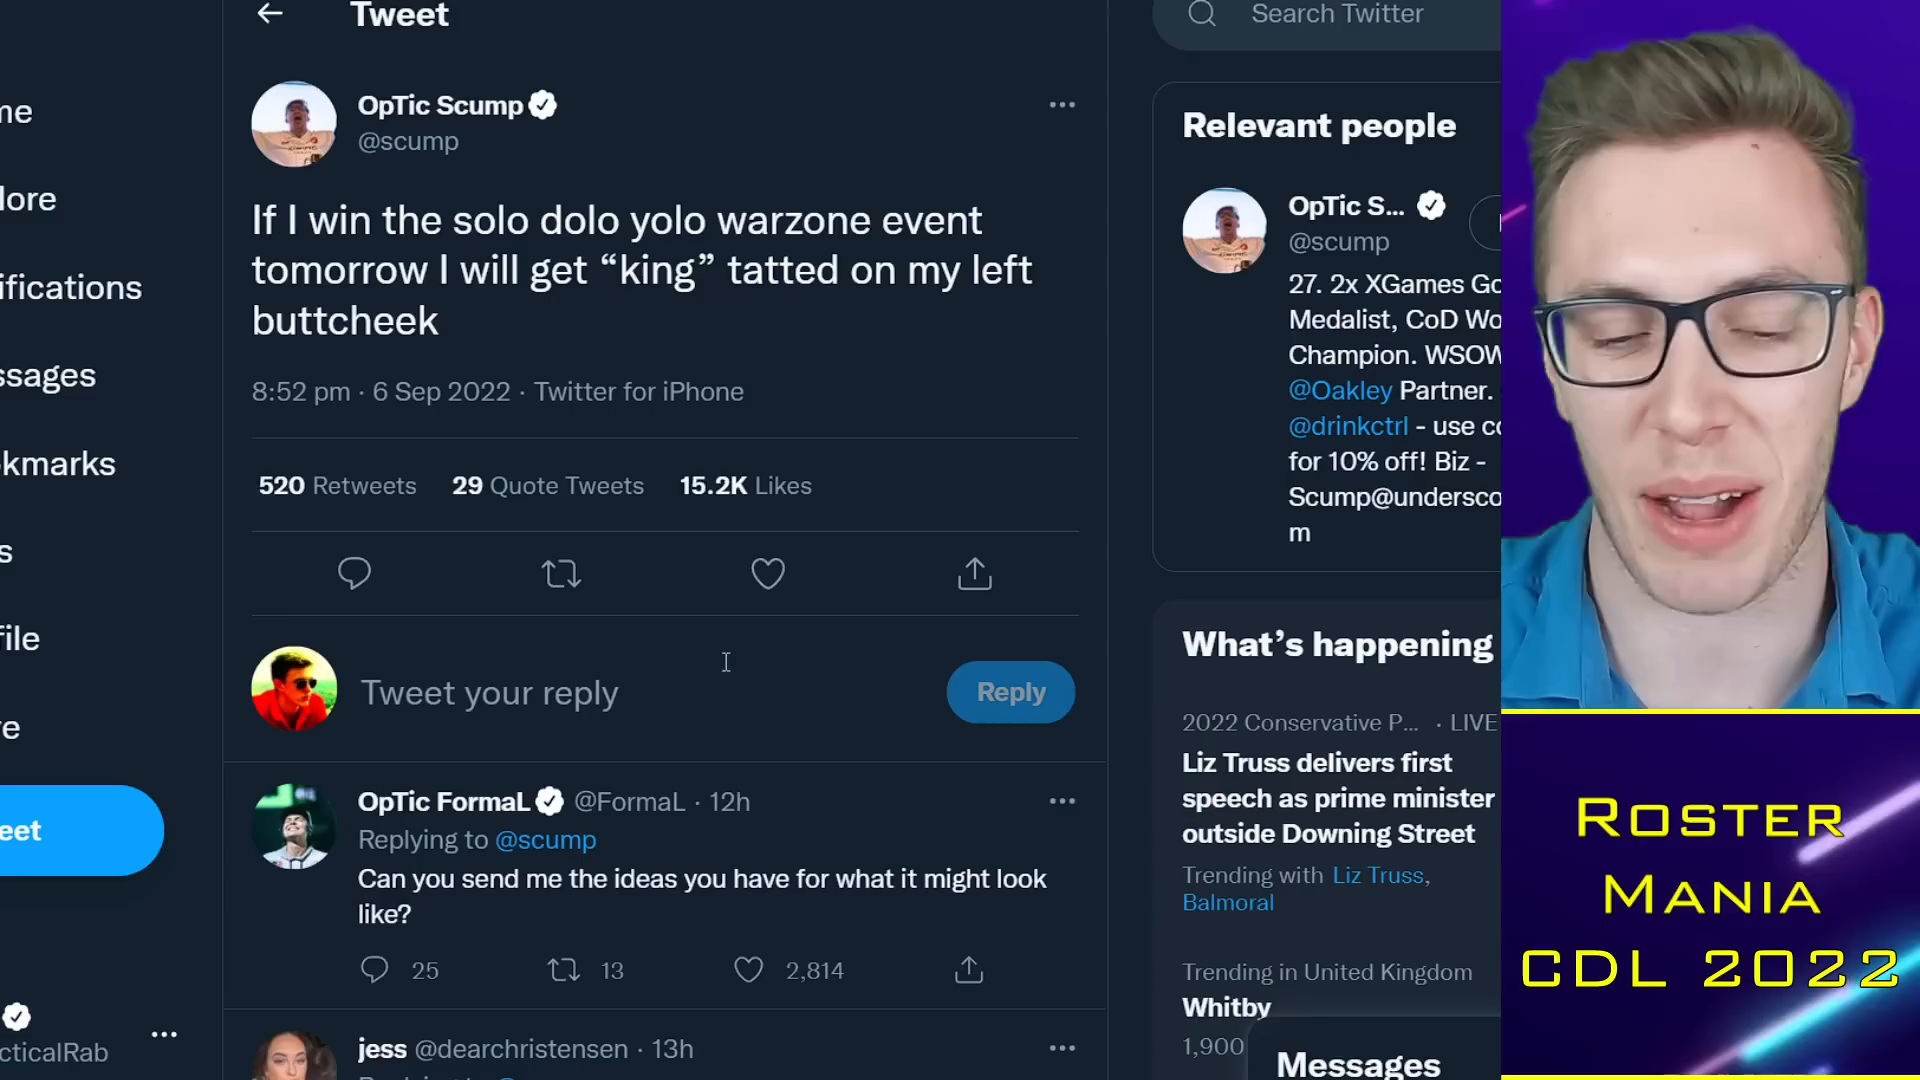 Tweet
Search Twitter
OpTic Scump
@scump
If I win the solo dolo yolo warzone event
tomorrow I will get “king” tatted on my left
buttcheek
8:52 pm · 6 Sep 2022 · Twitter for iPhone
520 Retweets 29 Quote Tweets 15.2K Likes
Tweet your reply
Reply
OpTic FormaL @FormaL · 12h
Replying to @scump
Can you send me the ideas you have for what it might look
like?
25 13 2,814
jess @dearchristensen · 13h
me
lore
ifications
ssages
kmarks
s
file
re
eet
cticalRab
Relevant people
OpTic S...
@scump
27. 2x XGames Go
Medalist, CoD Wo
Champion. WSOW
@Oakley Partner.
@drinkctrl - use co
for 10% off! Biz -
Scump@undersco
m
What’s happening
2022 Conservative P... · LIVE
Liz Truss delivers first
speech as prime minister
outside Downing Street
Trending with Liz Truss,
Balmoral
Trending in United Kingdom
Whitby
1,900
Messages
ROSTER
MANIA
CDL 2022